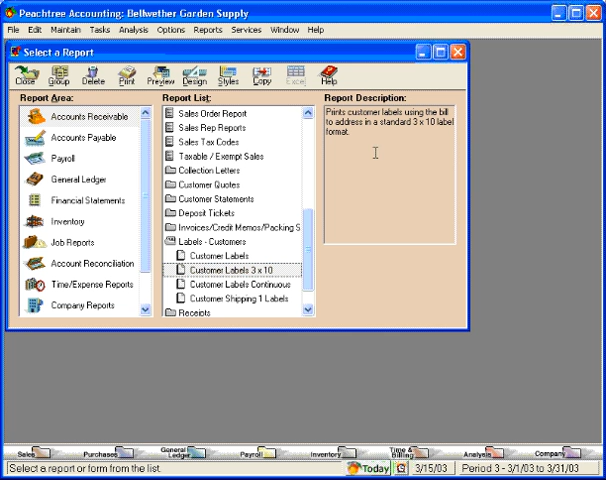 Peachtree Accounting: Bellwether Garden Supply
File Edit Maintain Tasks Analysis Options Reports Services Window Help
Select a Report
Close Group Delete Print Preview Design Styles Copy Excel Help
Report Area: Report List: Report Description:
Accounts Receivable
Accounts Payable
Payroll
General Ledger
Financial Statements
Inventory
Job Reports
Account Reconciliation
Time/Expense Reports
Company Reports
Sales Order Report
Sales Rep Reports
Sales Tax Codes
Taxable / Exempt Sales
Collection Letters
Customer Quotes
Customer Statements
Deposit Tickets
Invoices/Credit Memos/Packing S
Labels - Customers
Customer Labels
Customer Labels 3 x 10
Customer Labels Continuous
Customer Shipping 1 Labels
Receipts
Prints customer labels using the bill
to address in a standard 3 x 10 label
format.
Sales Purchases General Ledger Payroll Inventory Time & Billing Analysis Company
Select a report or form from the list. Today 3/15/03 Period 3 - 3/1/03 to 3/31/03